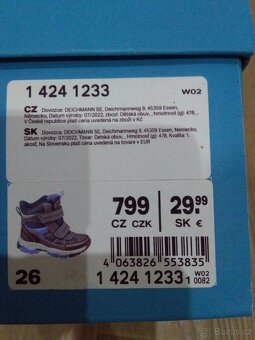 1 424 1233
W02
CZ Dovozce: DEICHMANN SE, Deichmannweg 9, 45359 Essen,
Německo, Datum výroby: 07/2022, zboží: Dětská obuv, , Hmotnost (g): 478,
V České republice platí cena uvedená na zboží v Kč
SK Dovozca: DEICHMANN SE, Deichmannweg 9, 45359 Essen, Nemecko,
Dátum výroby: 07/2022, Tovar: Detská obuv, , Hmotnosť (g): 478, Kvalita: I.
akosť, Na Slovensku platí cena uvedená na tovare v EUR
799
CZ CZK
29.99
SK €
4 063826 553835
26
1 424 1233
W02
1 0082
Bazoš.cz